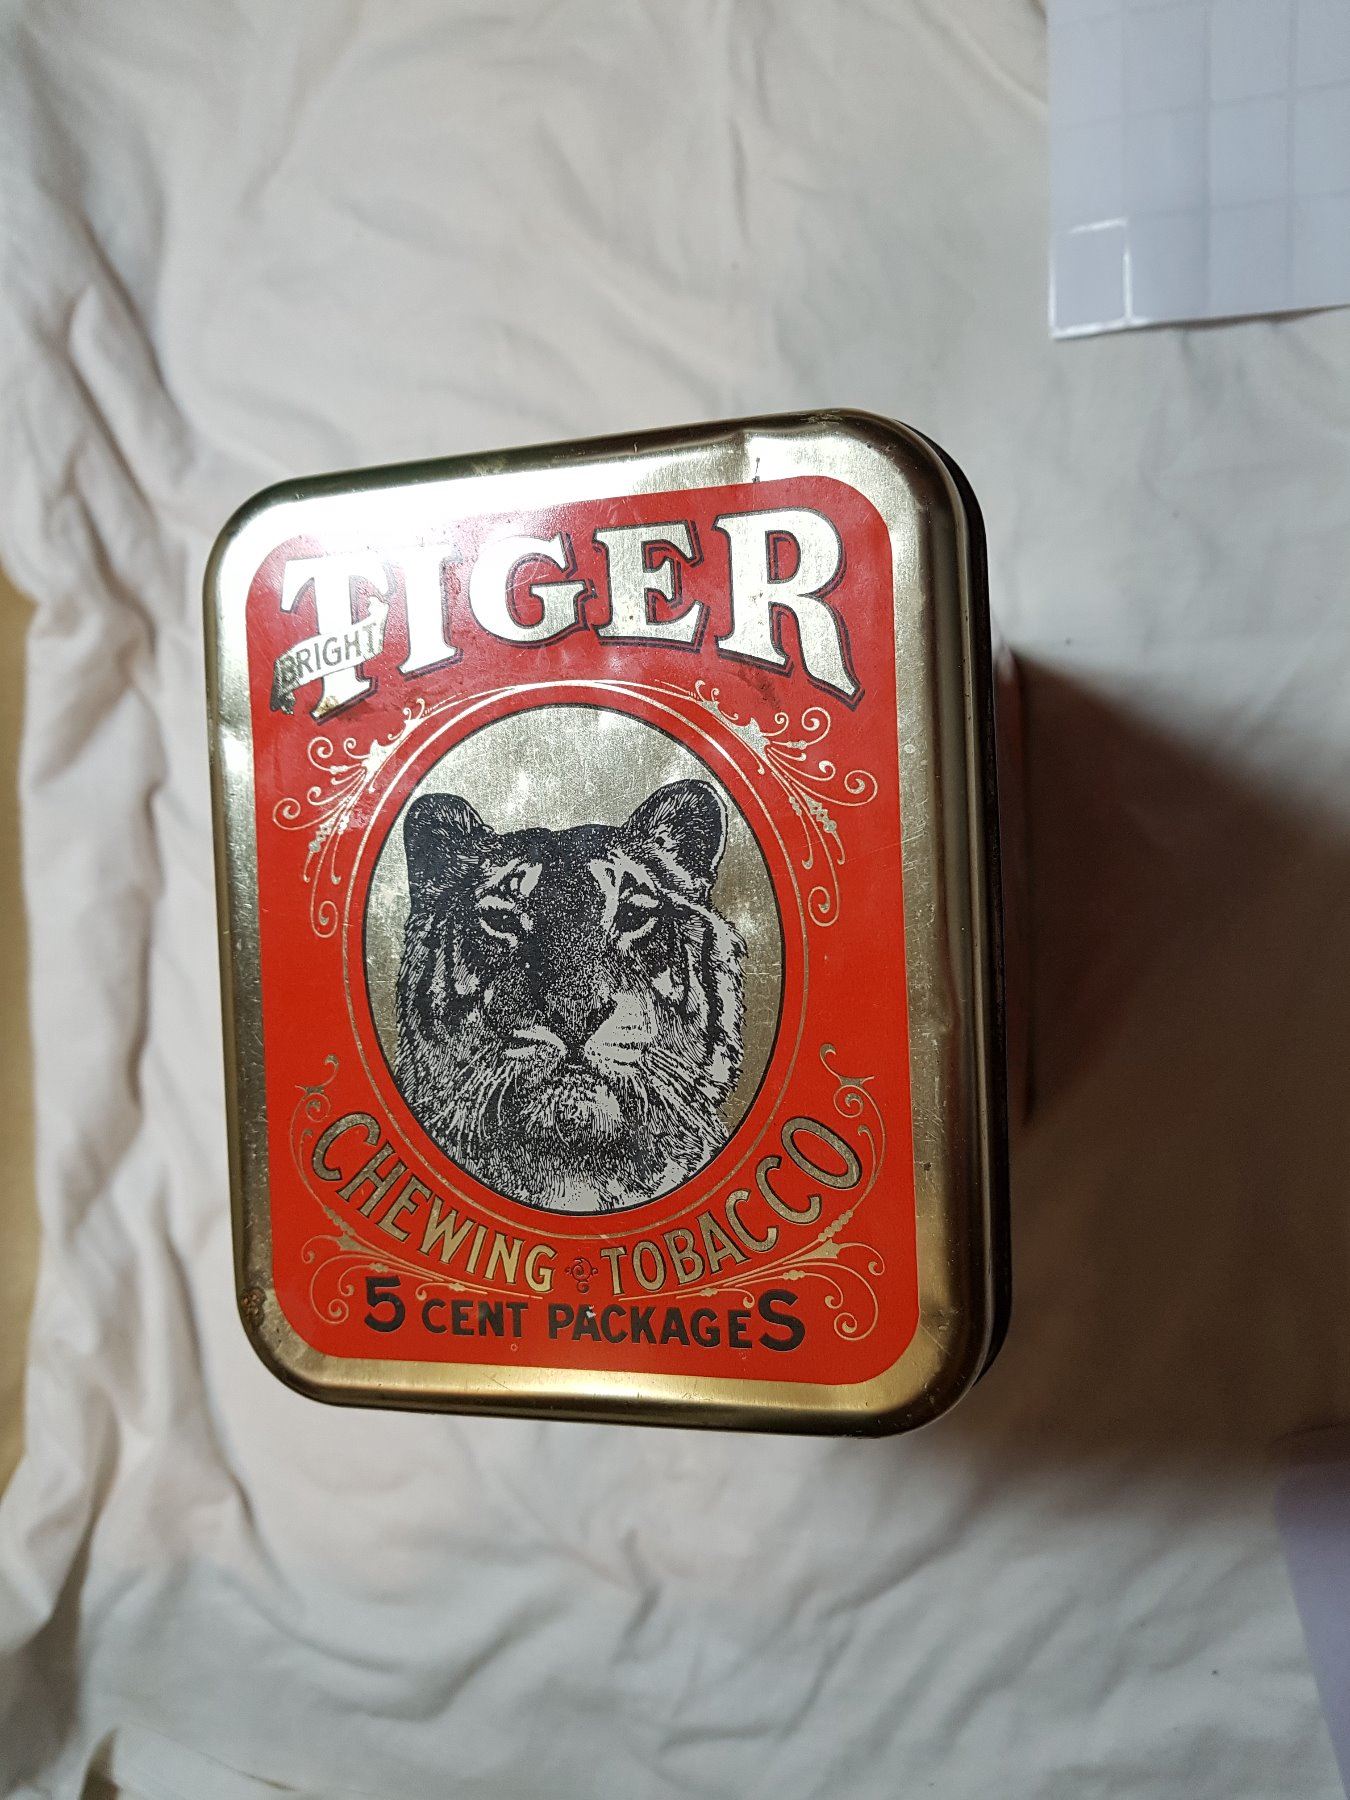 TIGER
BRIGHT
CHEWING TOBACCO
5 CENT PACKAGES